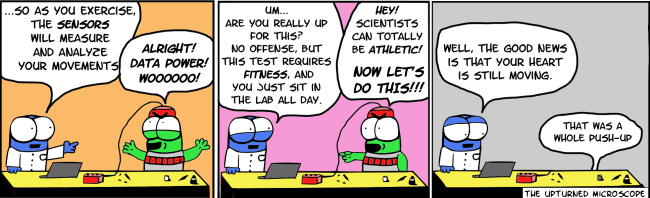 ...SO AS YOU EXERCISE,
THE SENSORS
WILL MEASURE
AND ANALYZE
YOUR MOVEMENTS
ALRIGHT!
DATA POWER!
WOOOOOO!
UM...
ARE YOU REALLY UP
FOR THIS?
NO OFFENSE, BUT
THIS TEST REQUIRES
FITNESS, AND
YOU JUST SIT IN
THE LAB ALL DAY.
HEY!
SCIENTISTS
CAN TOTALLY
BE ATHLETIC!
NOW LET'S
DO THIS!!!
WELL, THE GOOD NEWS
IS THAT YOUR HEART
IS STILL MOVING.
THAT WAS A
WHOLE PUSH-UP
THE UPTURNED MICROSCOPE